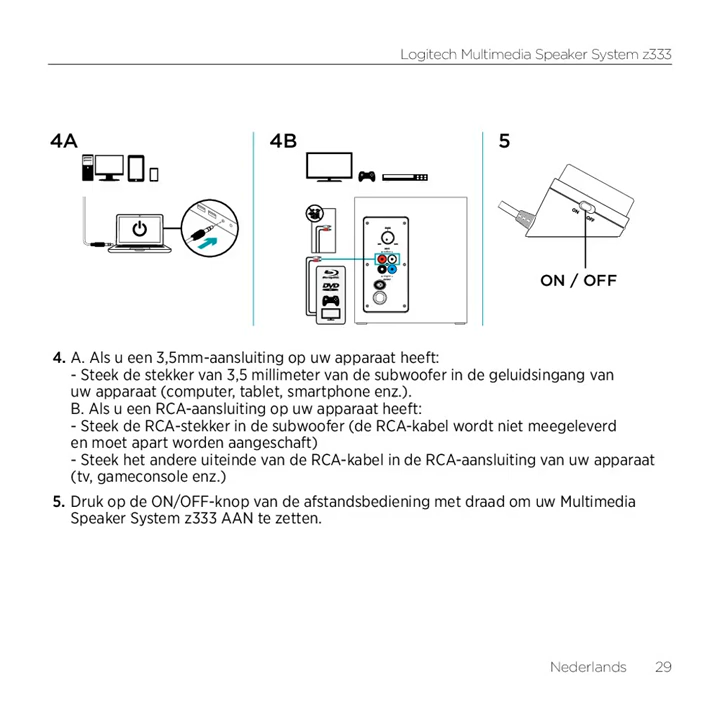 Logitech Multimedia Speaker System z333
4A
4B
5
ON
OFF
DVD
ON / OFF
4. A. Als u een 3,5mm-aansluiting op uw apparaat heeft:
- Steek de stekker van 3,5 millimeter van de subwoofer in de geluidsingang van
uw apparaat (computer, tablet, smartphone enz.).
B. Als u een RCA-aansluiting op uw apparaat heeft:
- Steek de RCA-stekker in de subwoofer (de RCA-kabel wordt niet meegeleverd
en moet apart worden aangeschaft)
- Steek het andere uiteinde van de RCA-kabel in de RCA-aansluiting van uw apparaat
(tv, gameconsole enz.)
5. Druk op de ON/OFF-knop van de afstandsbediening met draad om uw Multimedia
Speaker System z333 AAN te zetten.
Nederlands 29